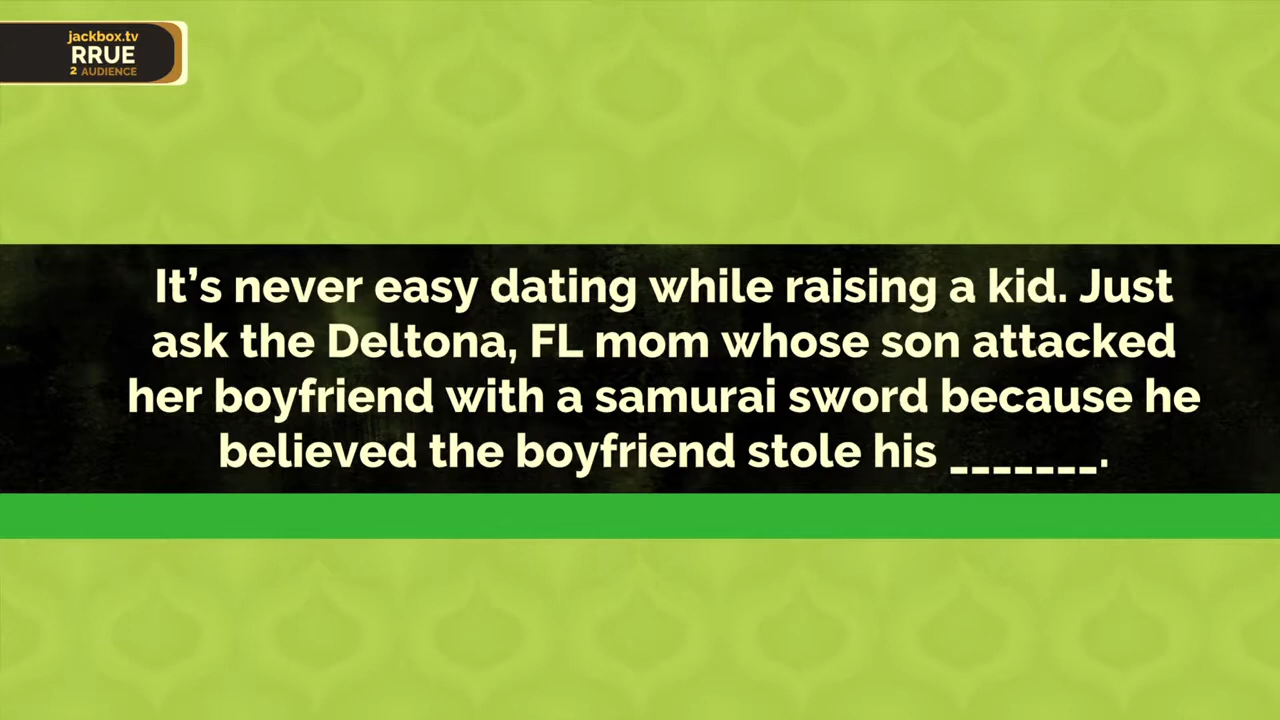 jackbox.tv
RRUE
2 AUDIENCE
It's never easy dating while raising a kid. Just
ask the Deltona, FL mom whose son attacked
her boyfriend with a samurai sword because he
believed the boyfriend stole his _______.